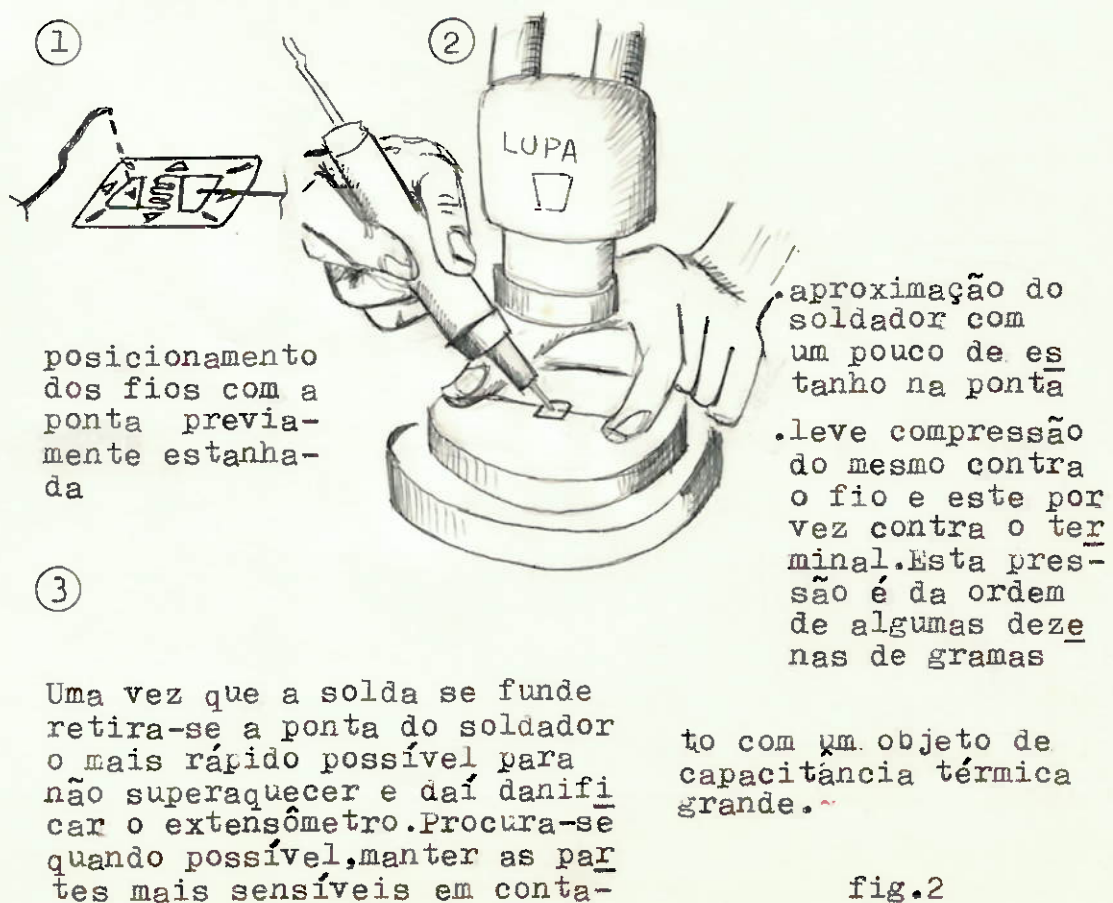 1
posicionamento
dos fios com a
ponta previa-
mente estanha-
da
2
LUPA
.aproximação do
soldador com
um pouco de es
tanho na ponta
.leve compressão
do mesmo contra
o fio e este por
vez contra o ter
minal.Esta pres-
são é da ordem
de algumas deze
nas de gramas
3
Uma vez que a solda se funde
retira-se a ponta do soldador
o mais rápido possível para
não superaquecer e daí danifi
car o extensômetro.Procura-se
quando possível,manter as par
tes mais sensíveis em conta-
to com um objeto de
capacitância térmica
grande.
fig.2